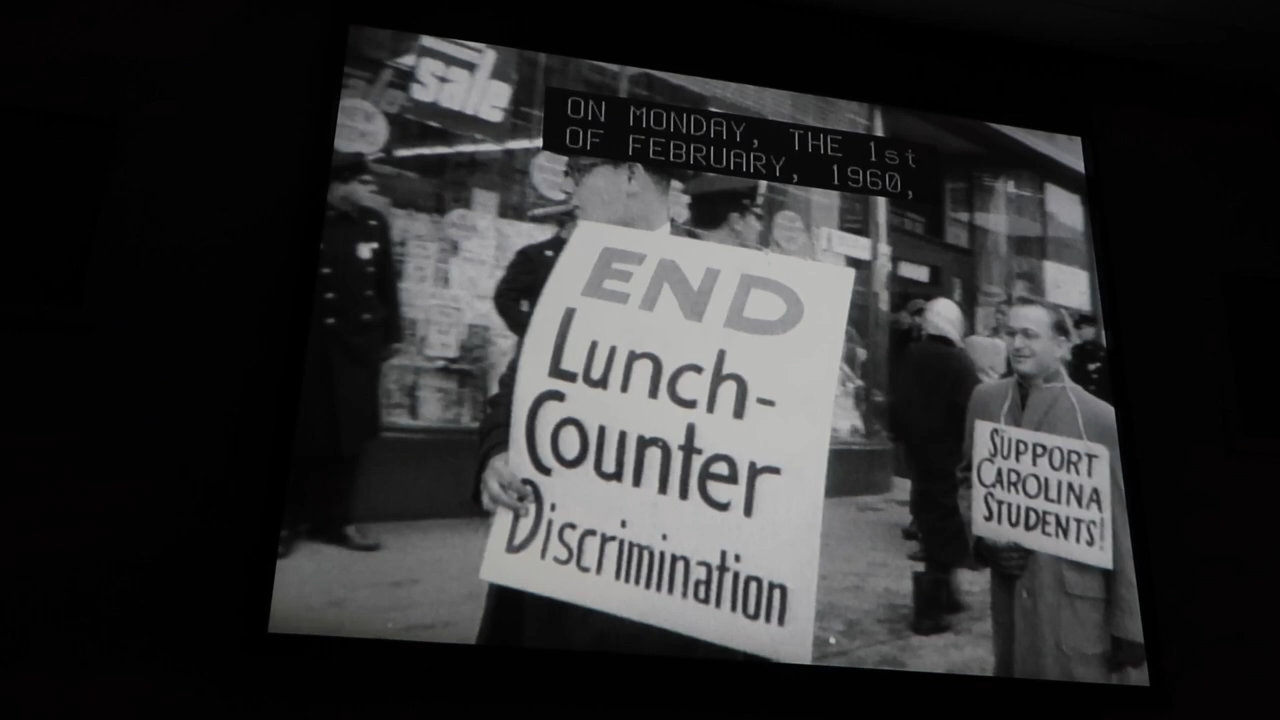 sale
ON MONDAY, THE 1st
OF FEBRUARY, 1960,
END
Lunch-
Counter
Discrimination
SUPPORT
CAROLINA
STUDENTS!